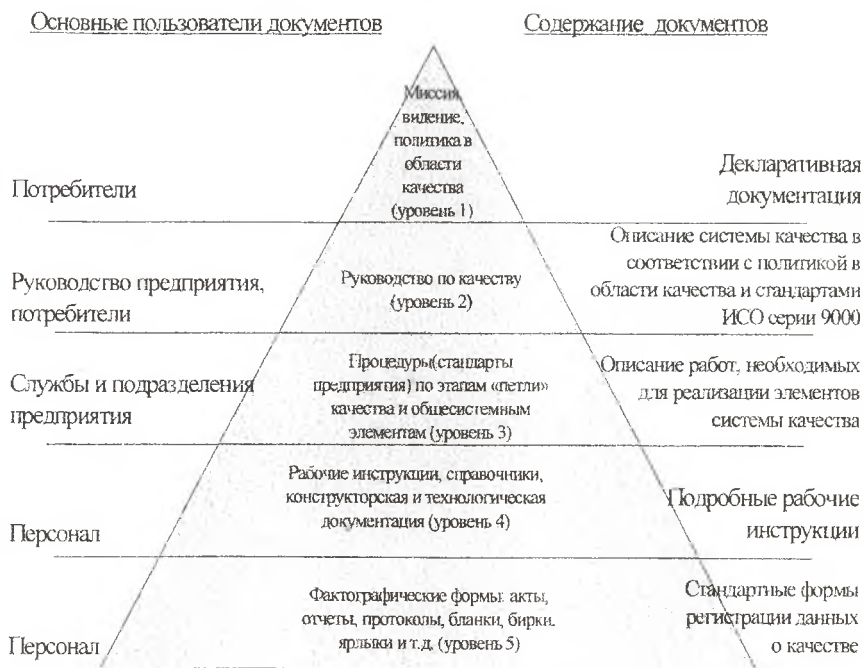 Основные пользователи документов
Содержание документов
Миссия,
видение,
политика в
области
качества
(уровень 1)
Потребители
Декларативная
документация
Руководство предприятия,
потребители
Руководство по качеству
(уровень 2)
Описание системы качества в
соответствии с политикой в
области качества и стандартами
ИСО серии 9000
Службы и подразделения
предприятия
Процедуры(стандарты
предприятия) по этапам «петли»
качества и общесистемным
элементам (уровень 3)
Описание работ, необходимых
для реализации элементов
системы качества
Персонал
Рабочие инструкции, справочники,
конструкторская и технологическая
документация (уровень 4)
Подробные рабочие
инструкции
Персонал
Фактографические формы: акты,
отчеты, протоколы, бланки, бирки.
ярлыки и т.д. (уровень 5)
Стандартные формы
регистрации данных
о качестве